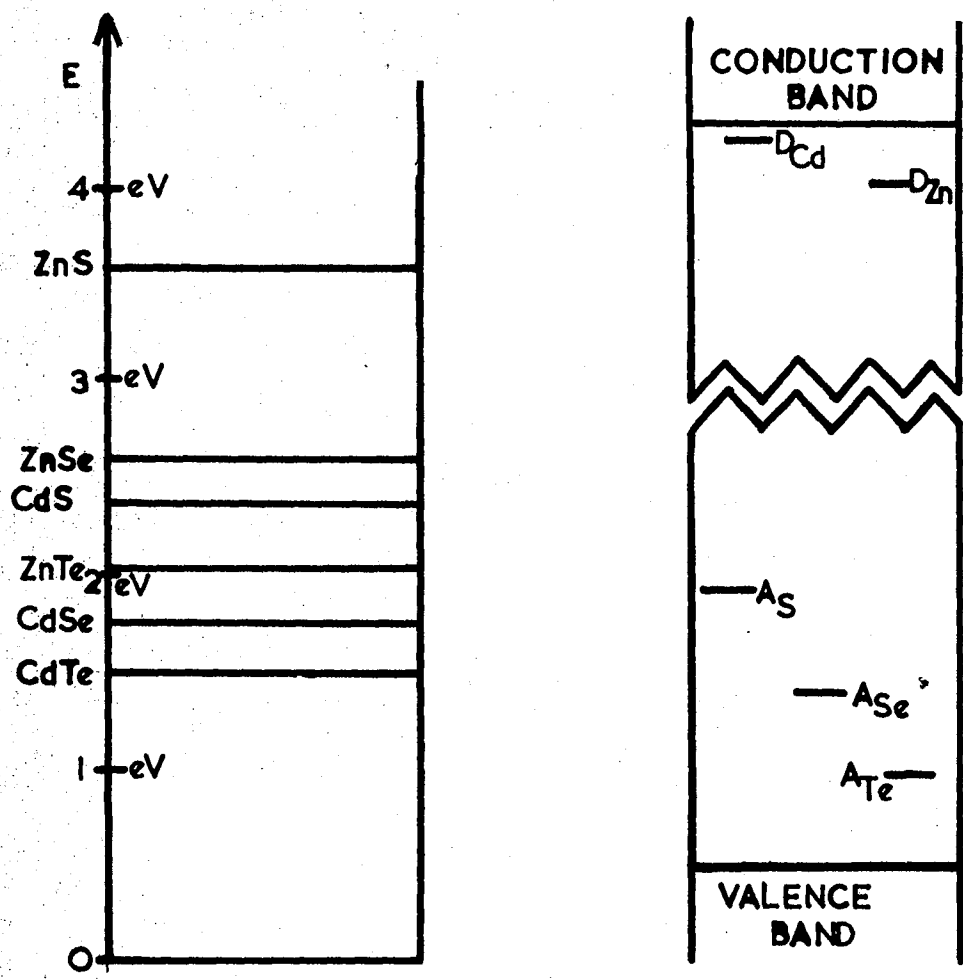 E
4 eV
ZnS
3 eV
ZnSe
CdS
ZnTe
2 eV
CdSe
CdTe
1 eV
0
CONDUCTION
BAND
DCd
DZn
AS
ASe
ATe
VALENCE
BAND